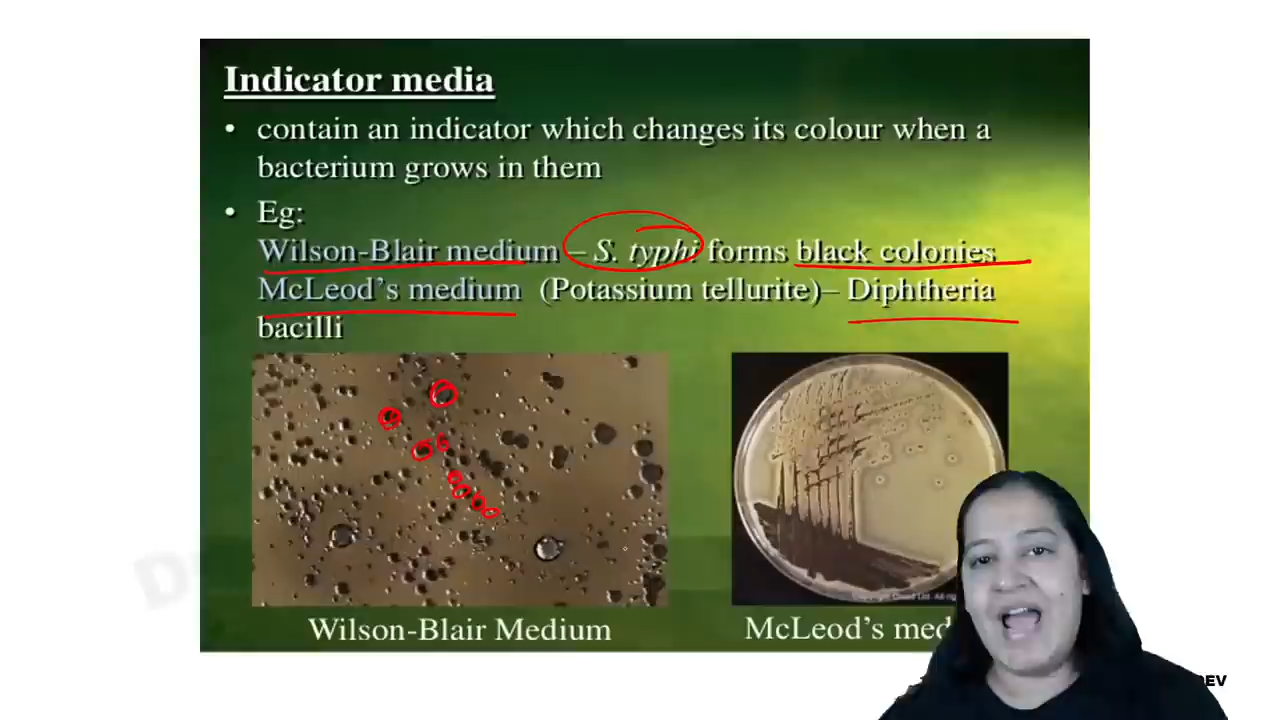 Indicator media
• contain an indicator which changes its colour when a
bacterium grows in them
• Eg:
Wilson-Blair medium – S. typhi forms black colonies
McLeod's medium (Potassium tellurite)– Diphtheria
bacilli
Wilson-Blair Medium
McLeod's med